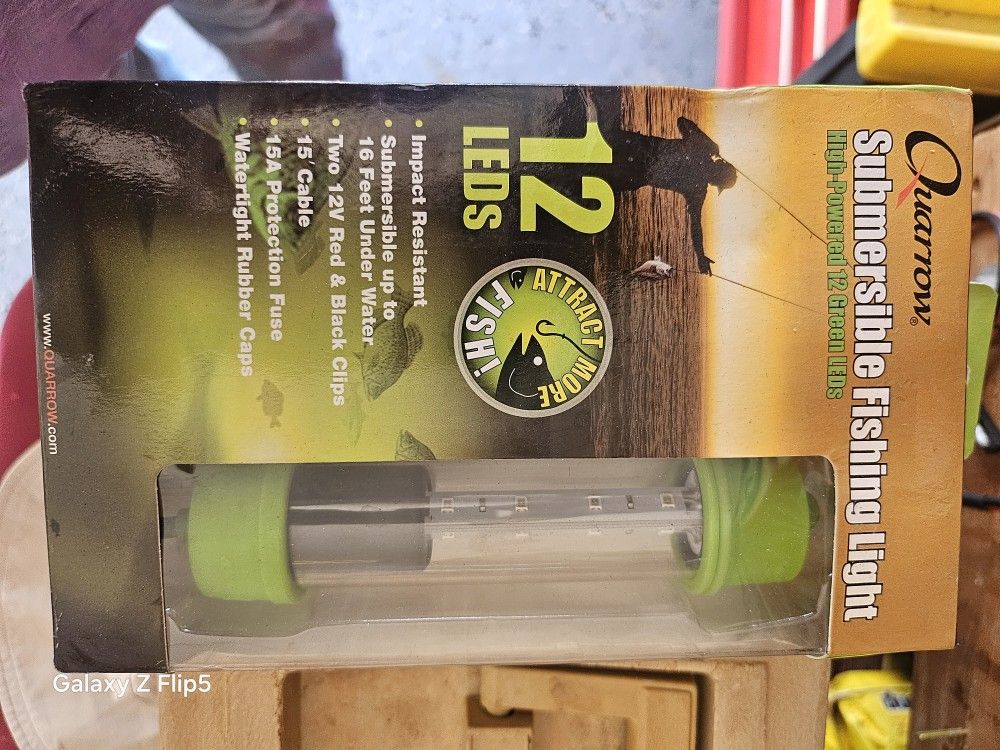 Quarrow®
Submersible Fishing Light
High-Powered 12 Green LEDs
12
LEDS
ATTRACT MORE
FISH!
• Impact Resistant
• Submersible up to
16 Feet Under Water
• Two 12V Red & Black Clips
• 15' Cable
• 15A Protection Fuse
• Watertight Rubber Caps
www.QUARROW.com
Galaxy Z Flip5